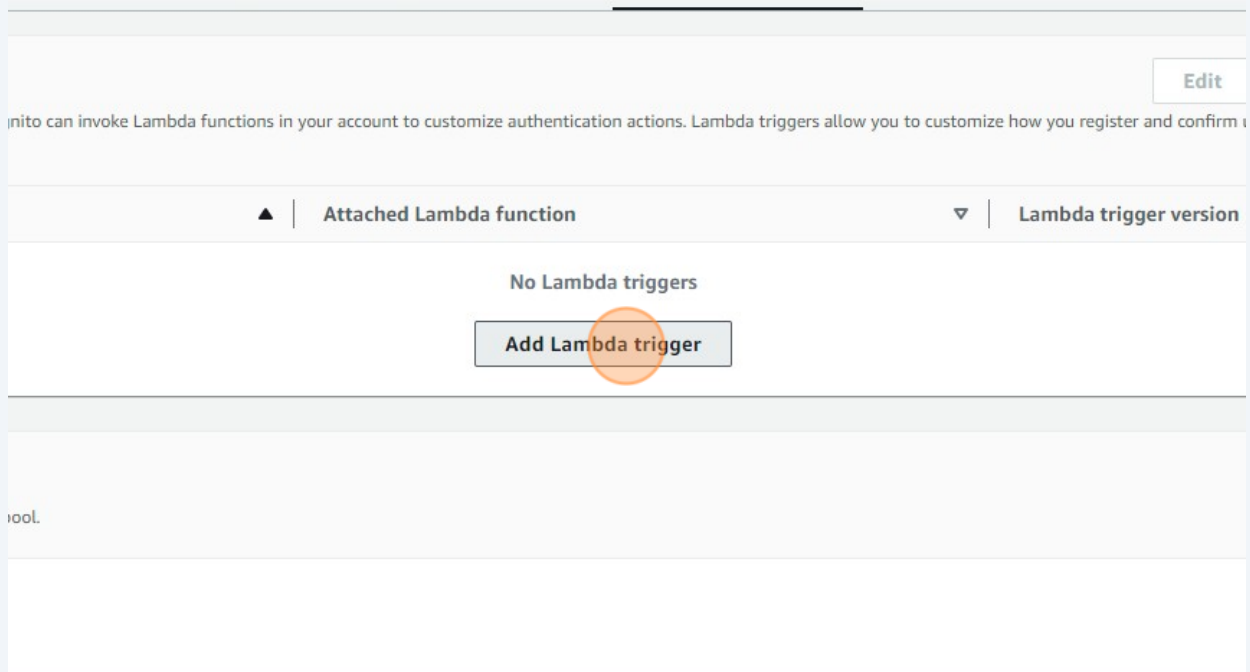 Edit
gnito can invoke Lambda functions in your account to customize authentication actions. Lambda triggers allow you to customize how you register and confirm
Attached Lambda function
Lambda trigger version
No Lambda triggers
Add Lambda trigger
ool.